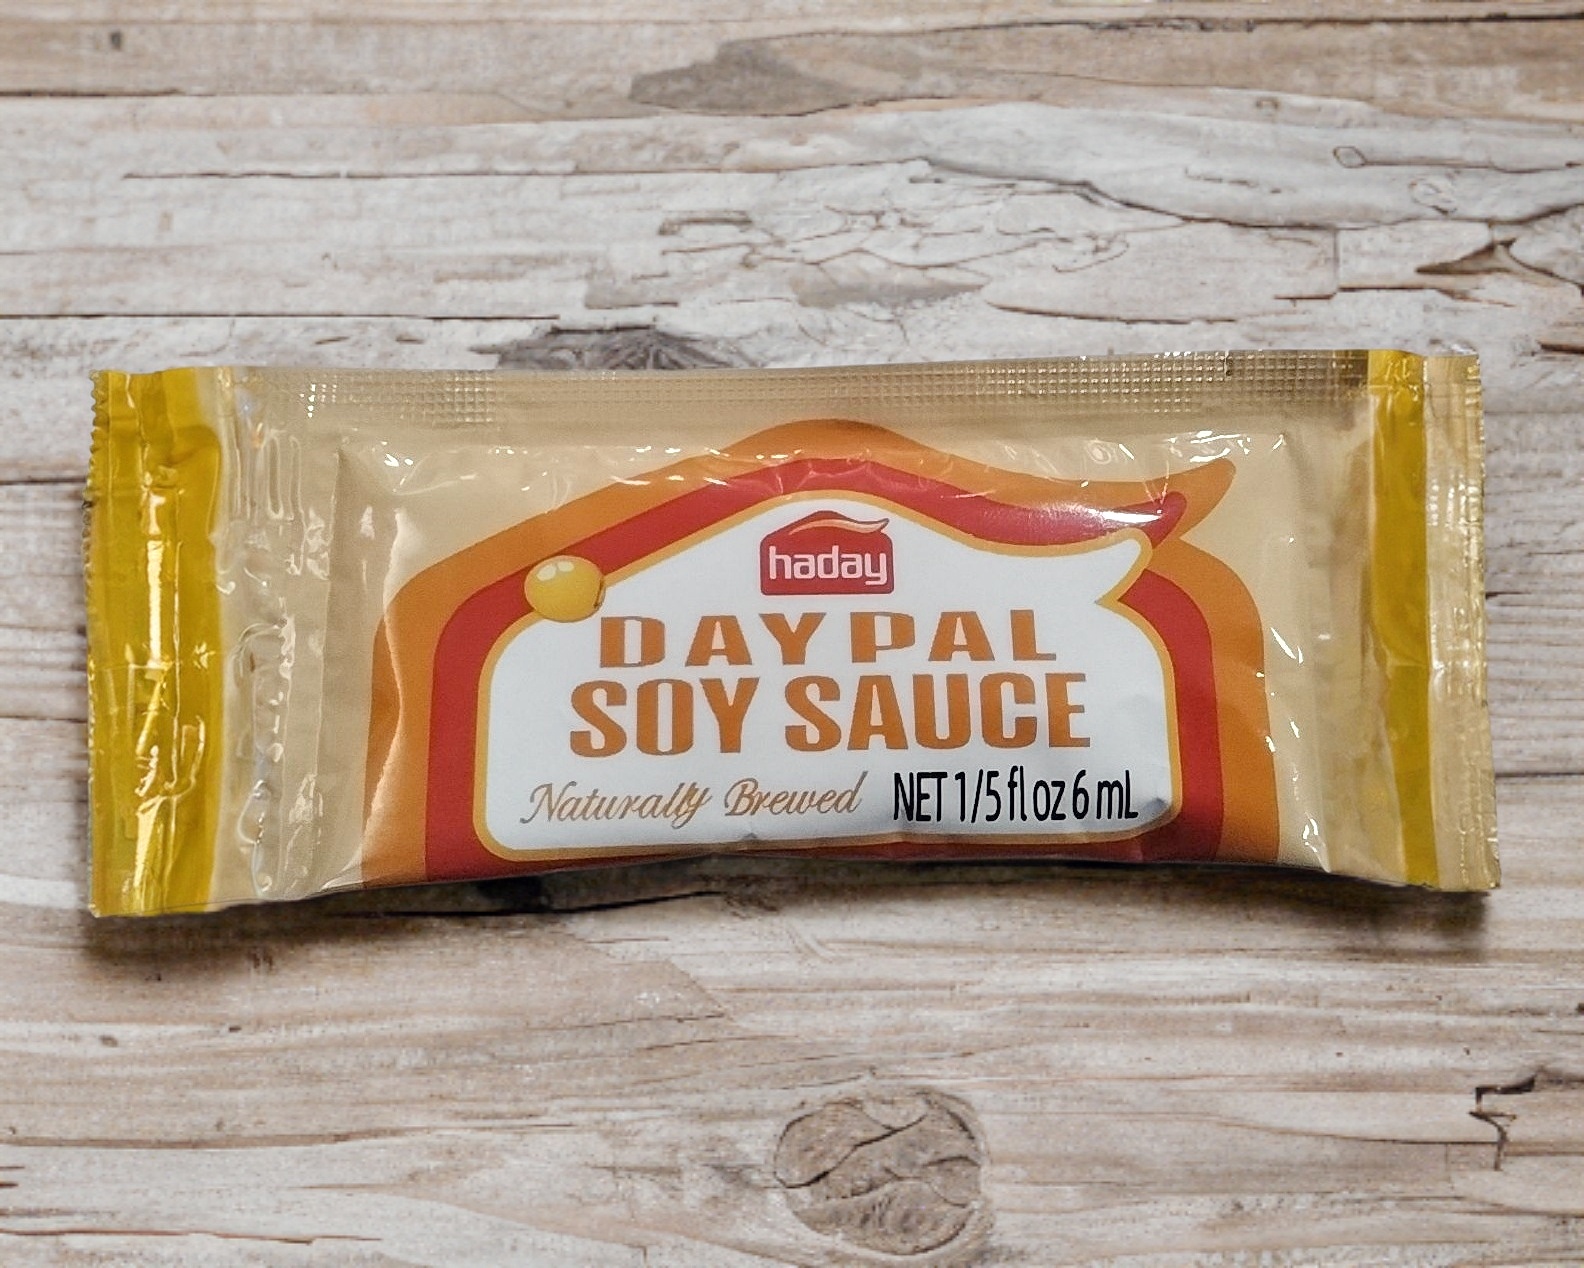 haday
DAYPAL
SOY SAUCE
Naturally Brewed NET 1/5 fl oz 6 mL